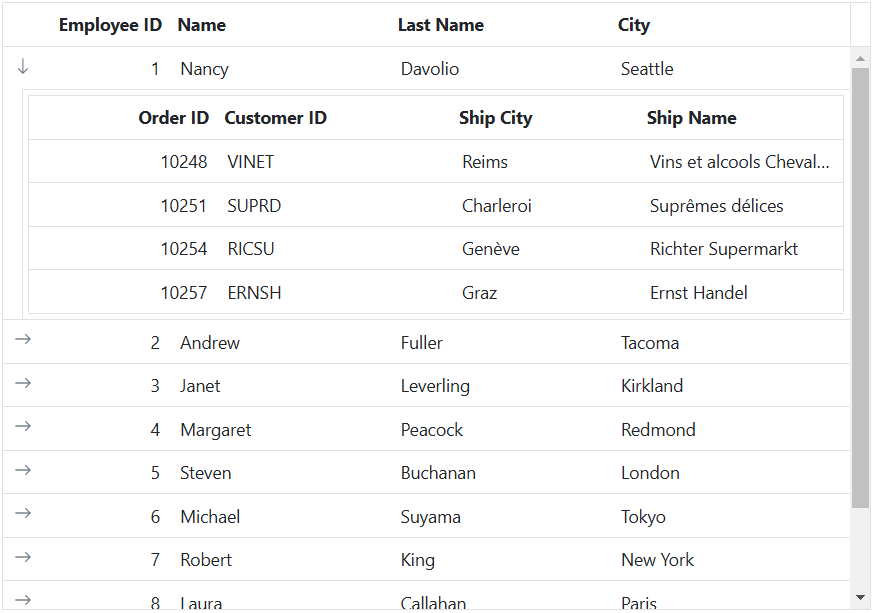 Employee ID Name Last Name City
1 Nancy Davolio Seattle
Order ID Customer ID Ship City Ship Name
10248 VINET Reims Vins et alcools Cheval...
10251 SUPRD Charleroi Suprêmes délices
10254 RICSU Genève Richter Supermarkt
10257 ERNSH Graz Ernst Handel
2 Andrew Fuller Tacoma
3 Janet Leverling Kirkland
4 Margaret Peacock Redmond
5 Steven Buchanan London
6 Michael Suyama Tokyo
7 Robert King New York
8 Laura Callahan Paris